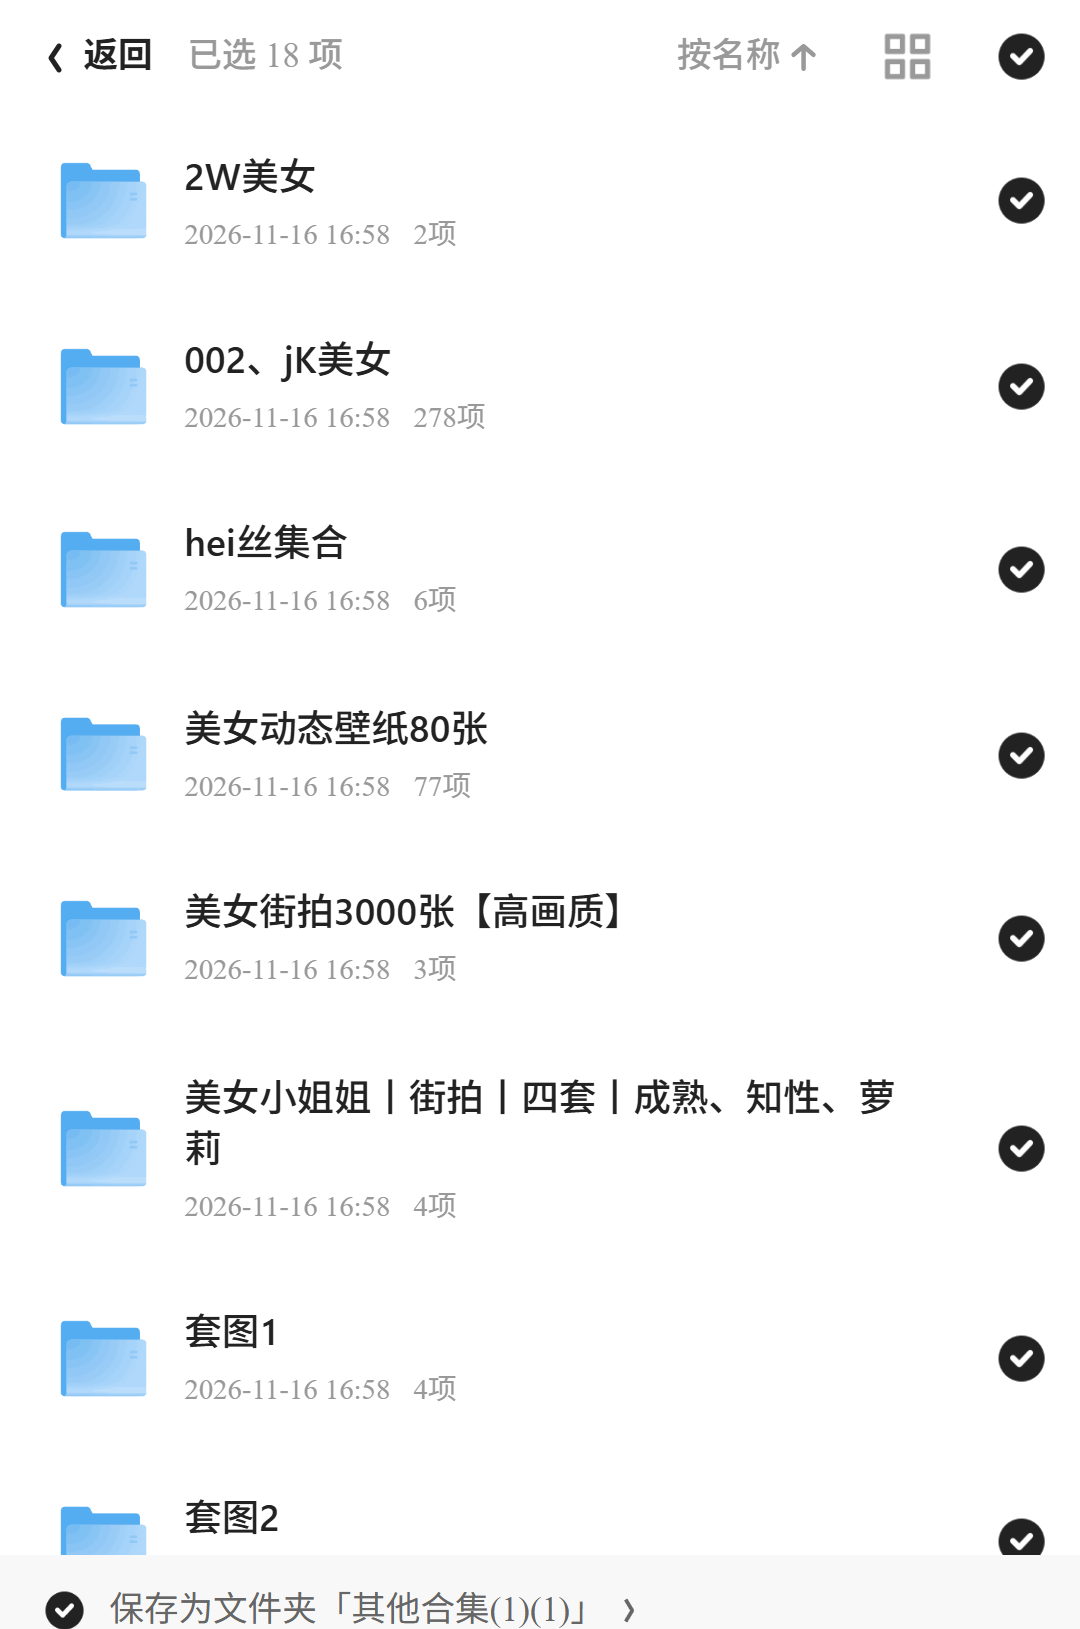 返回 已选 18 项 按名称
2W美女
2026-11-16 16:58 2项
002、jK美女
2026-11-16 16:58 278项
hei丝集合
2026-11-16 16:58 6项
美女动态壁纸80张
2026-11-16 16:58 77项
美女街拍3000张【高画质】
2026-11-16 16:58 3项
美女小姐姐丨街拍丨四套丨成熟、知性、萝
莉
2026-11-16 16:58 4项
套图1
2026-11-16 16:58 4项
套图2
保存为文件夹「其他合集(1)(1)」